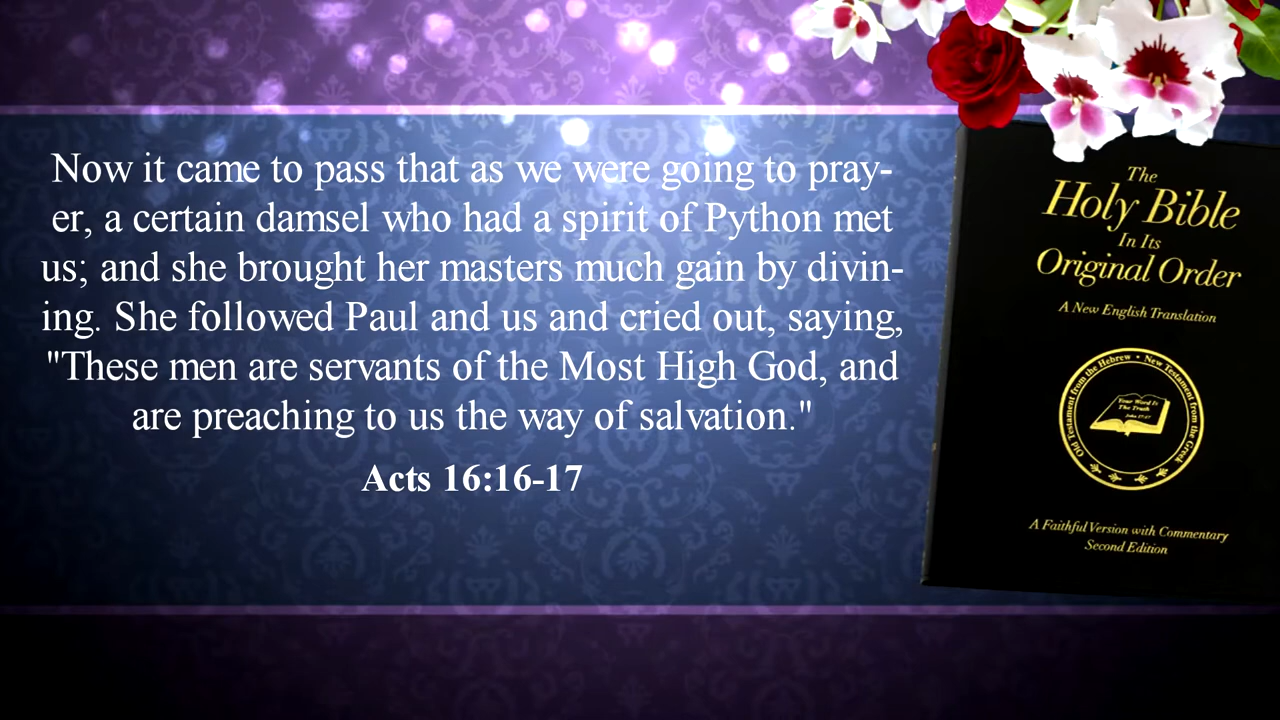 Now it came to pass that as we were going to pray-
er, a certain damsel who had a spirit of Python met
us; and she brought her masters much gain by divin-
ing. She followed Paul and us and cried out, saying,
"These men are servants of the Most High God, and
are preaching to us the way of salvation."
Acts 16:16-17
The
Holy Bible
In Its
Original Order
A New English Translation
Old Testament from the Hebrew • New Testament from the Greek
Your Word Is
The Truth
John 17:17
A Faithful Version with Commentary
Second Edition